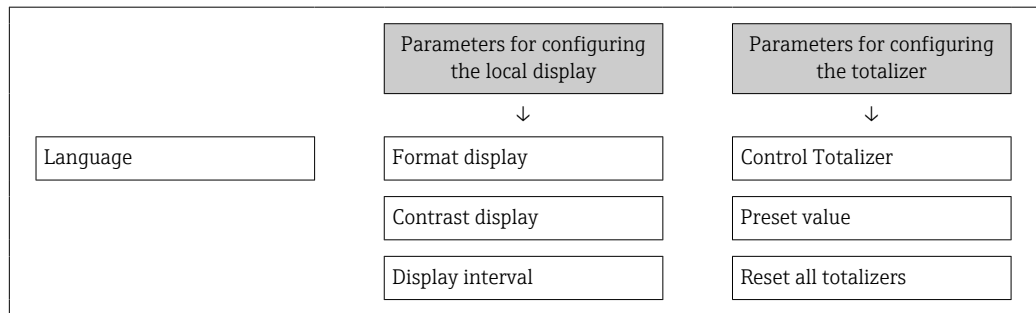 Parameters for configuring
the local display
Parameters for configuring
the totalizer
↓
↓
Language
Format display
Control Totalizer
Contrast display
Preset value
Display interval
Reset all totalizers